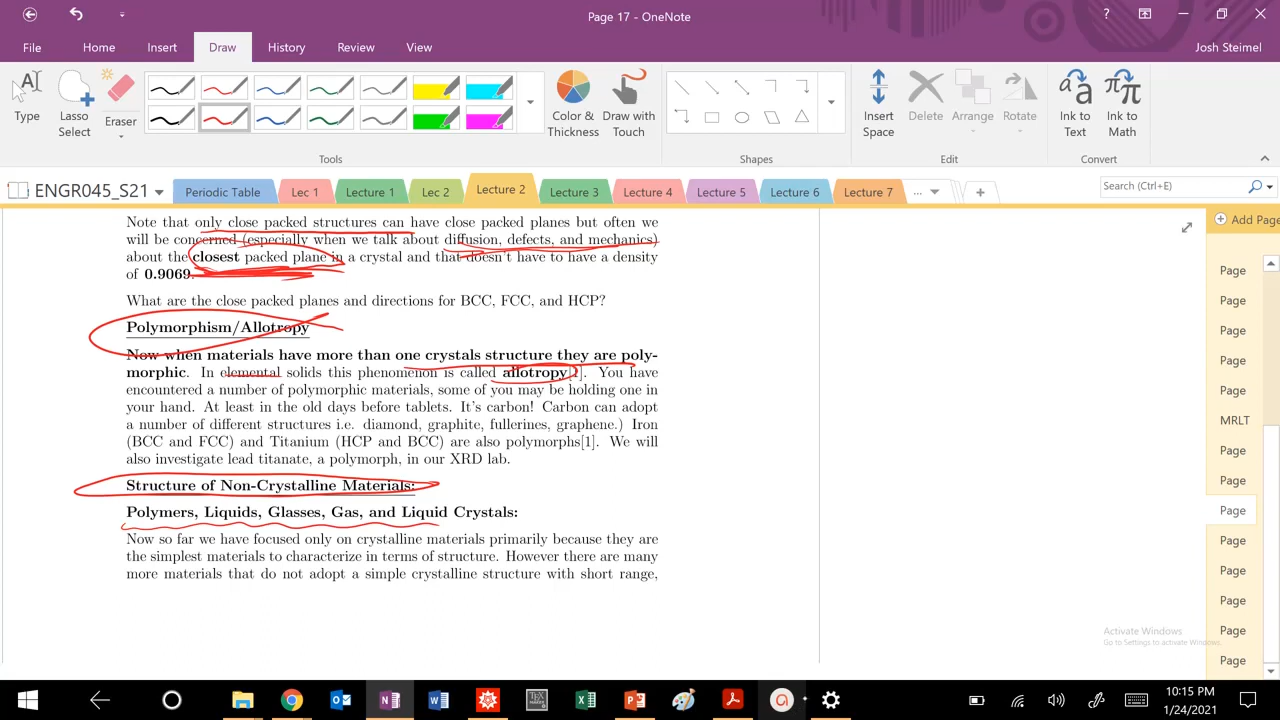 Page 17 - OneNote
Josh Steimel
File Home Insert Draw History Review View
Type Lasso Select Eraser Color & Thickness Draw with Touch Insert Space Delete Arrange Rotate Ink to Text Ink to Math
Tools Shapes Edit Convert
ENGR045_S21 Periodic Table Lec 1 Lecture 1 Lec 2 Lecture 2 Lecture 3 Lecture 4 Lecture 5 Lecture 6 Lecture 7 ... Search (Ctrl+E)
Add Page
Note that only close packed structures can have close packed planes but often we
will be concerned (especially when we talk about diffusion, defects, and mechanics)
about the closest packed plane in a crystal and that doesn't have to have a density
of 0.9069.
What are the close packed planes and directions for BCC, FCC, and HCP?
Polymorphism/Allotropy
Now when materials have more than one crystals structure they are poly-
morphic. In elemental solids this phenomenon is called allotropy[1]. You have
encountered a number of polymorphic materials, some of you may be holding one in
your hand. At least in the old days before tablets. It's carbon! Carbon can adopt
a number of different structures i.e. diamond, graphite, fullerines, graphene.) Iron
(BCC and FCC) and Titanium (HCP and BCC) are also polymorphs[1]. We will
also investigate lead titanate, a polymorph, in our XRD lab.
Structure of Non-Crystalline Materials:
Polymers, Liquids, Glasses, Gas, and Liquid Crystals:
Now so far we have focused only on crystalline materials primarily because they are
the simplest materials to characterize in terms of structure. However there are many
more materials that do not adopt a simple crystalline structure with short range,
Page
Page
Page
Page
Page
MRLT
Page
Page
Page
Page
Page
Page
Page
Page
Activate Windows
Go to Settings to activate Windows.
10:15 PM
1/24/2021